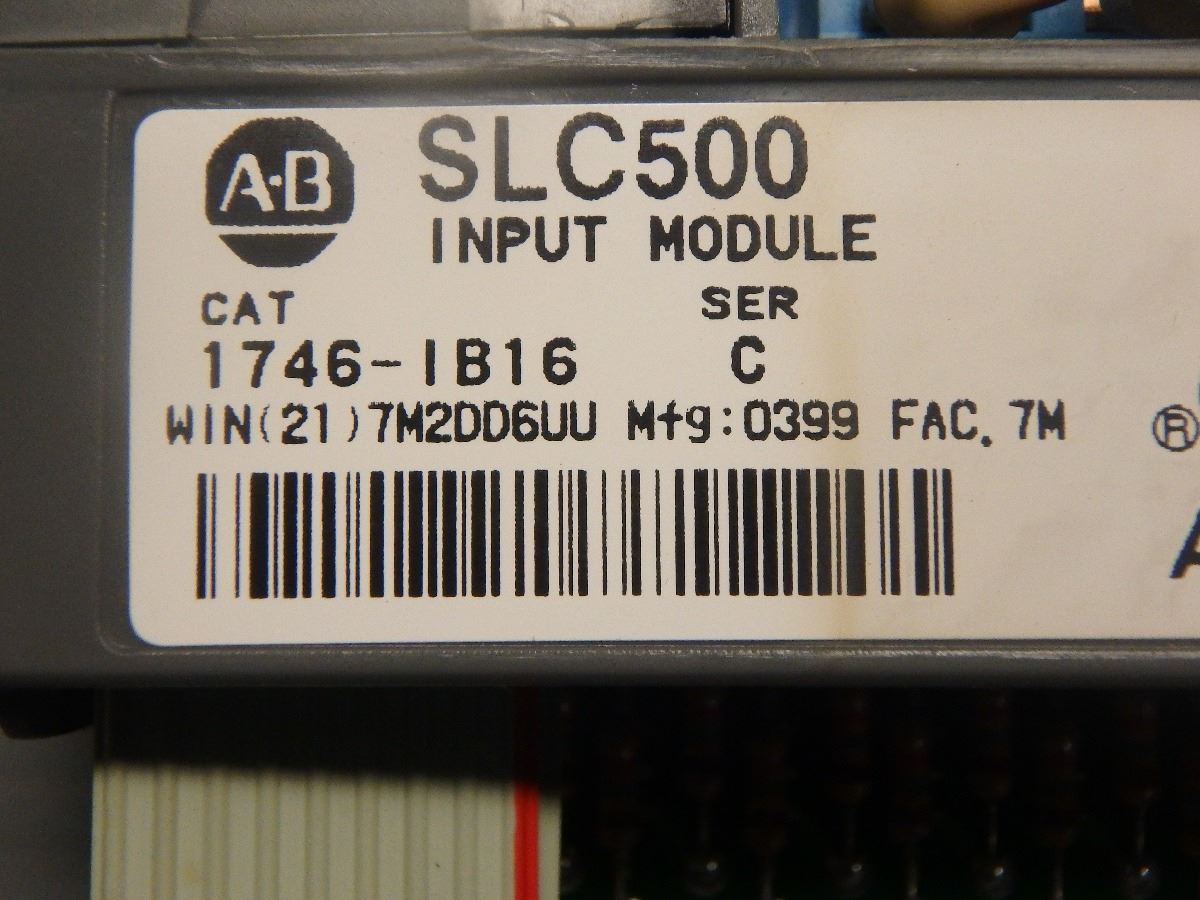 A·B
SLC500
INPUT MODULE
CAT SER
1746-IB16 C
WIN(21)7M2DD6UU Mfg:0399 FAC. 7M
®
A